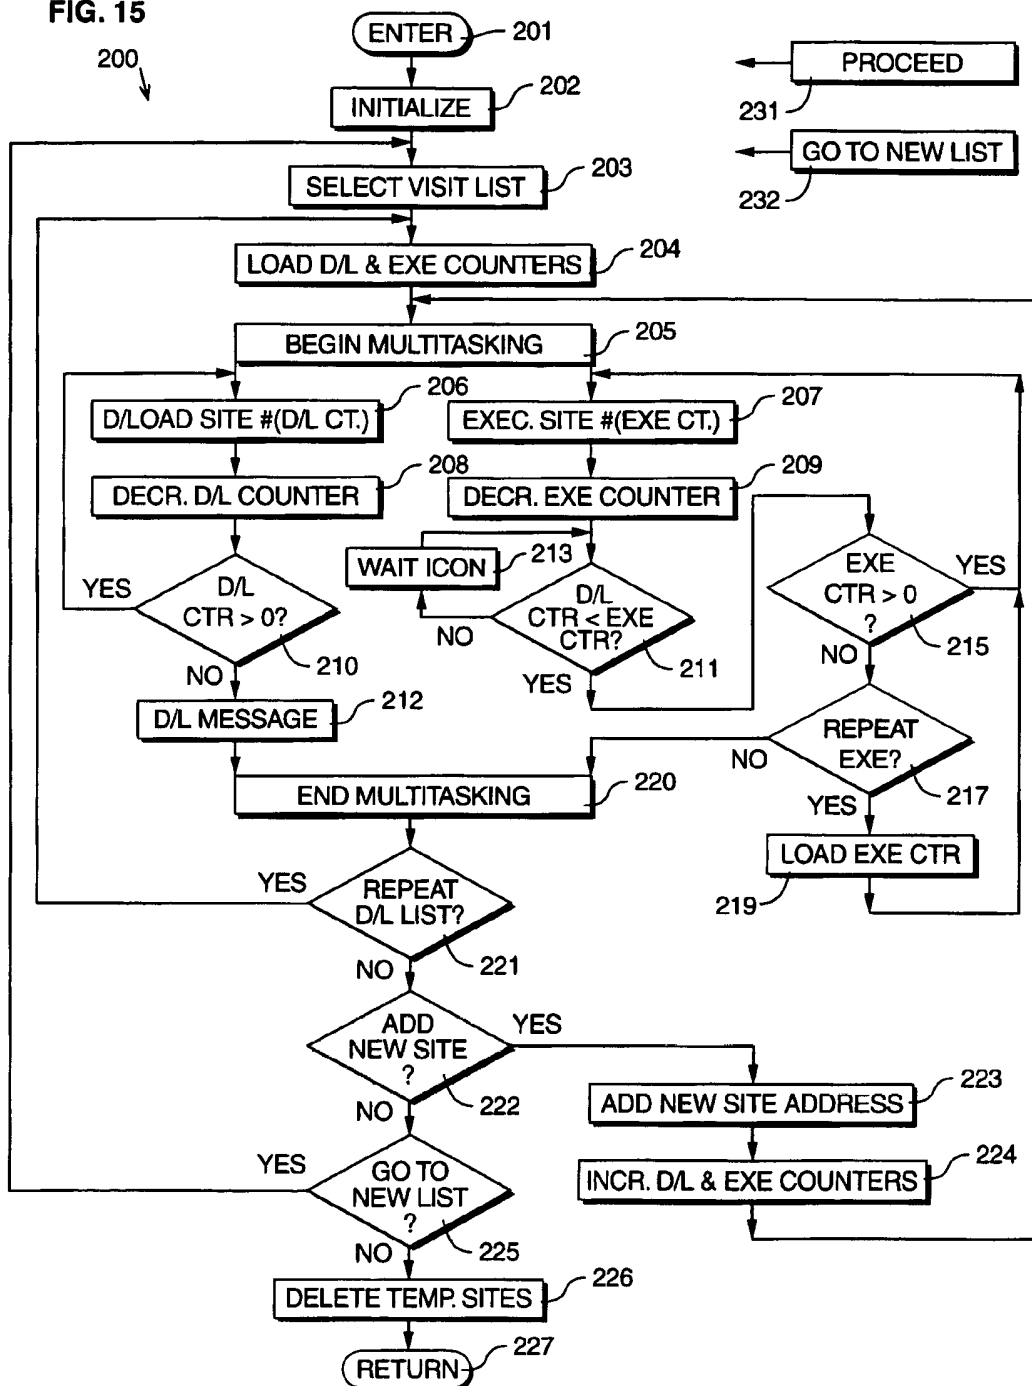 FIG. 15
200
ENTER
201
INITIALIZE
202
PROCEED
231
GO TO NEW LIST
232
SELECT VISIT LIST
203
LOAD D/L & EXE COUNTERS
204
BEGIN MULTITASKING
205
D/LOAD SITE #(D/L CT.)
206
EXEC. SITE #(EXE CT.)
207
DECR. D/L COUNTER
208
DECR. EXE COUNTER
209
WAIT ICON
213
YES
D/L
CTR > 0?
210
NO
D/L
CTR < EXE
CTR?
211
NO
YES
EXE
CTR > 0
?
215
YES
NO
D/L MESSAGE
212
REPEAT
EXE?
217
NO
YES
END MULTITASKING
220
LOAD EXE CTR
219
YES
REPEAT
D/L LIST?
221
NO
ADD
NEW SITE
?
222
YES
NO
ADD NEW SITE ADDRESS
223
INCR. D/L & EXE COUNTERS
224
YES
GO TO
NEW LIST
?
225
NO
DELETE TEMP. SITES
226
RETURN
227